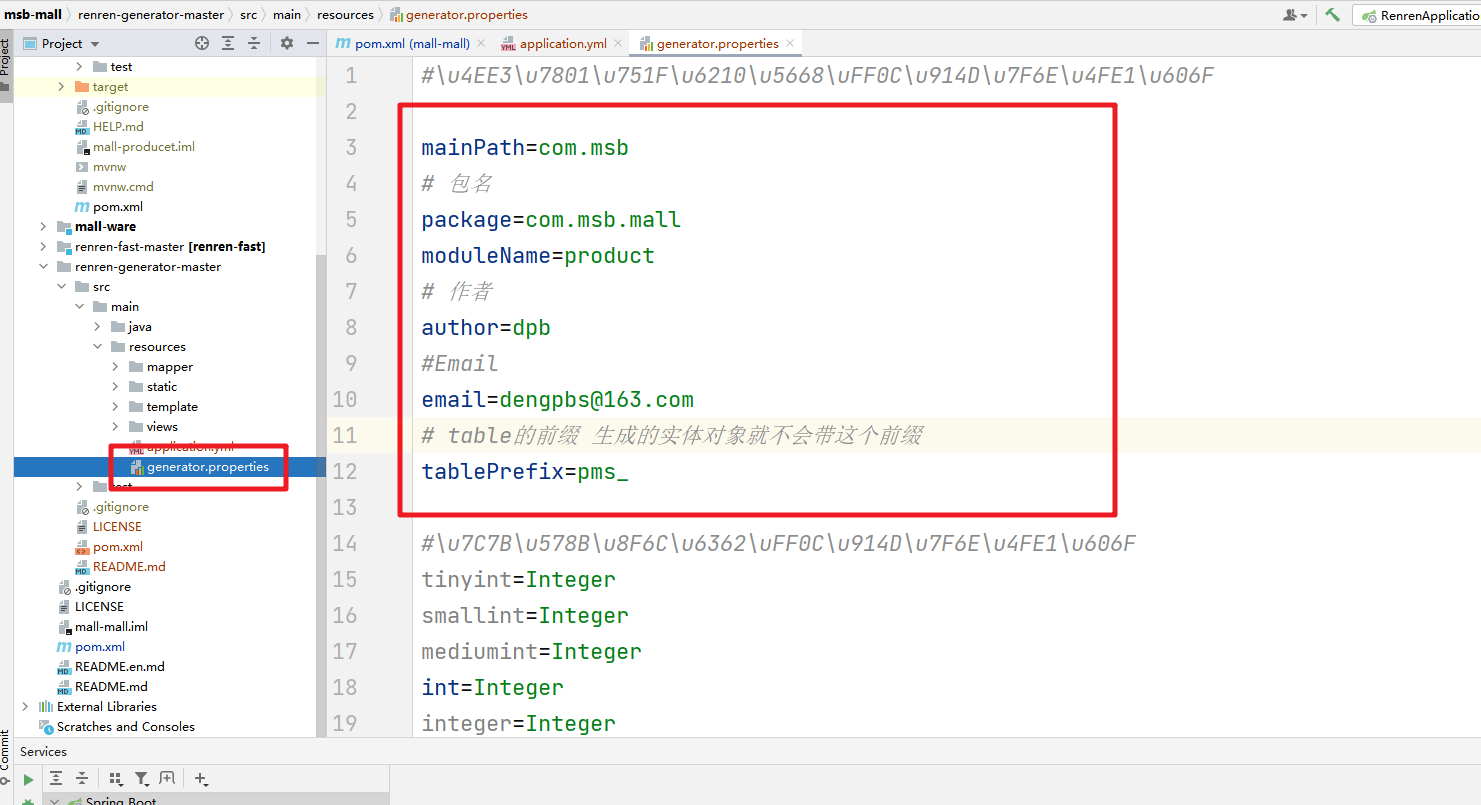 msb-mall renren-generator-master src main resources generator.properties RenrenApplicatio
Project
Project
pom.xml (mall-mall) application.yml generator.properties
test
target
.gitignore
HELP.md
mall-producet.iml
mvnw
mvnw.cmd
pom.xml
mall-ware
renren-fast-master [renren-fast]
renren-generator-master
src
main
java
resources
mapper
static
template
views
application.yml
generator.properties
test
.gitignore
LICENSE
pom.xml
README.md
.gitignore
LICENSE
mall-mall.iml
pom.xml
README.en.md
README.md
External Libraries
Scratches and Consoles
1 #\u4EE3\u7801\u751F\u6210\u5668\uFF0C\u914D\u7F6E\u4FE1\u606F
2
3 mainPath=com.msb
4 # 包名
5 package=com.msb.mall
6 moduleName=product
7 # 作者
8 author=dpb
9 #Email
10 email=dengpbs@163.com
11 # table的前缀 生成的实体对象就不会带这个前缀
12 tablePrefix=pms_
13
14 #\u7C7B\u578B\u8F6C\u6362\uFF0C\u914D\u7F6E\u4FE1\u606F
15 tinyint=Integer
16 smallint=Integer
17 mediumint=Integer
18 int=Integer
19 integer=Integer
Commit
Services
Spring Boot